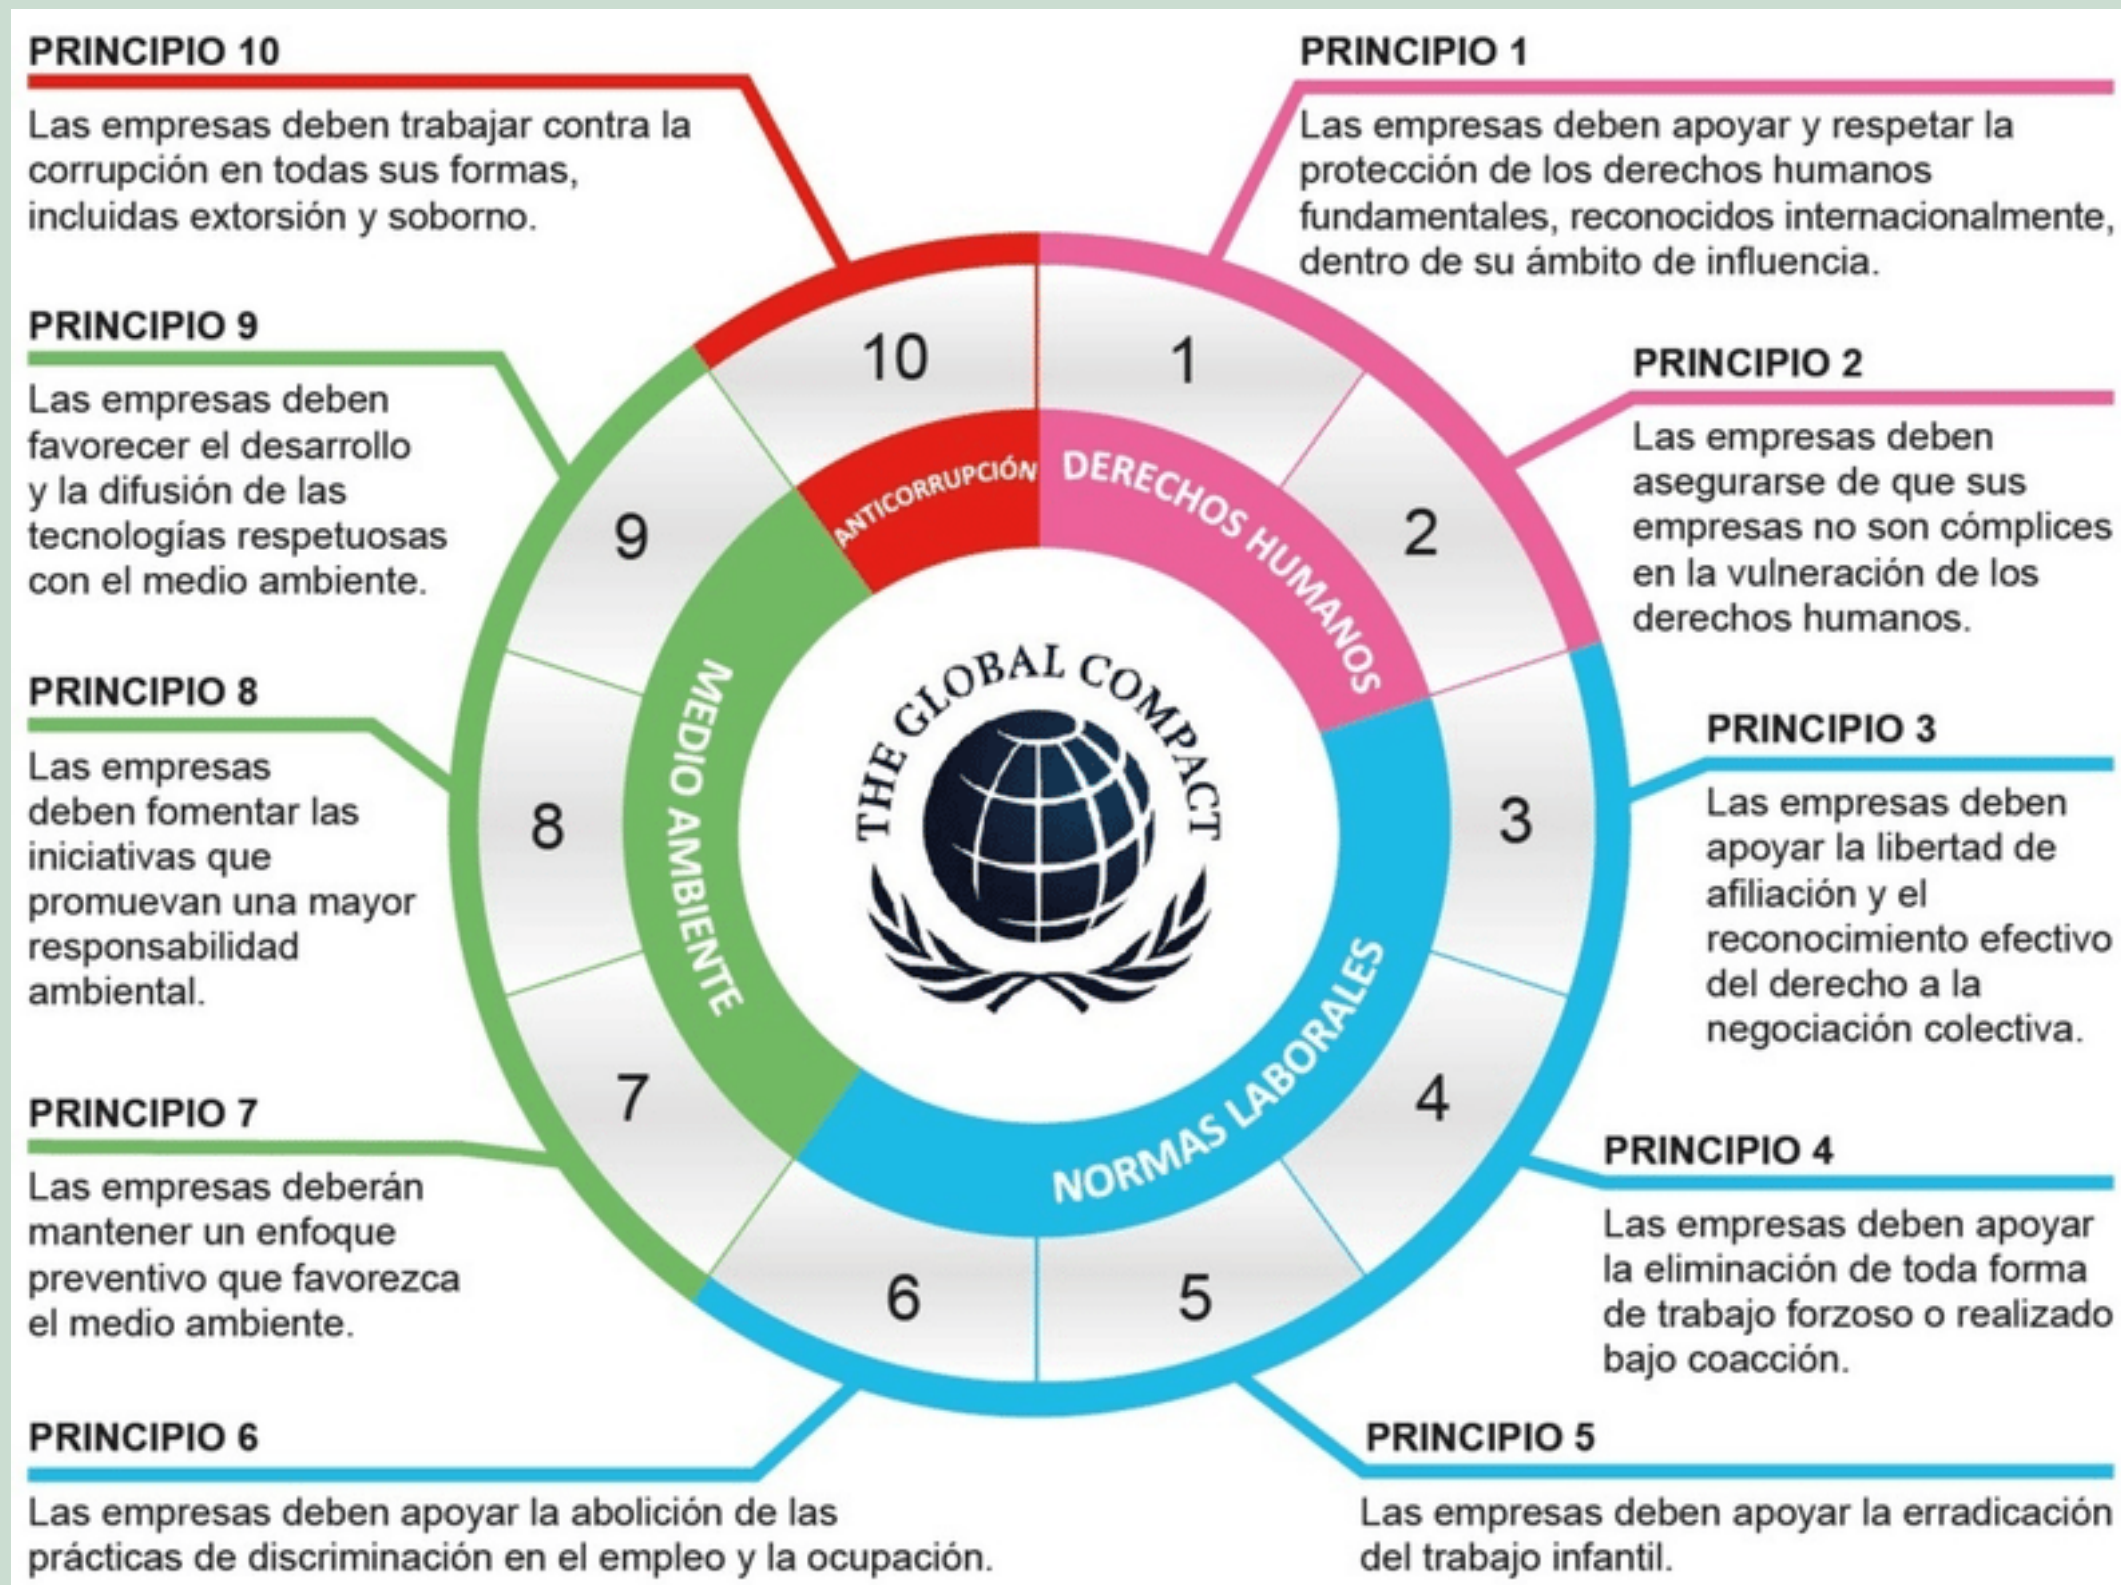 PRINCIPIO 10
Las empresas deben trabajar contra la
corrupción en todas sus formas,
incluidas extorsión y soborno.
PRINCIPIO 9
Las empresas deben
favorecer el desarrollo
y la difusión de las
tecnologías respetuosas
con el medio ambiente.
PRINCIPIO 8
Las empresas
deben fomentar las
iniciativas que
promuevan una mayor
responsabilidad
ambiental.
PRINCIPIO 7
Las empresas deberán
mantener un enfoque
preventivo que favorezca
el medio ambiente.
PRINCIPIO 6
Las empresas deben apoyar la abolición de las
prácticas de discriminación en el empleo y la ocupación.
10
1
9
2
8
3
7
4
6
5
ANTICORRUPCIÓN
DERECHOS HUMANOS
MEDIO AMBIENTE
NORMAS LABORALES
THE GLOBAL COMPACT
PRINCIPIO 1
Las empresas deben apoyar y respetar la
protección de los derechos humanos
fundamentales, reconocidos internacionalmente,
dentro de su ámbito de influencia.
PRINCIPIO 2
Las empresas deben
asegurarse de que sus
empresas no son cómplices
en la vulneración de los
derechos humanos.
PRINCIPIO 3
Las empresas deben
apoyar la libertad de
afiliación y el
reconocimiento efectivo
del derecho a la
negociación colectiva.
PRINCIPIO 4
Las empresas deben apoyar
la eliminación de toda forma
de trabajo forzoso o realizado
bajo coacción.
PRINCIPIO 5
Las empresas deben apoyar la erradicación
del trabajo infantil.